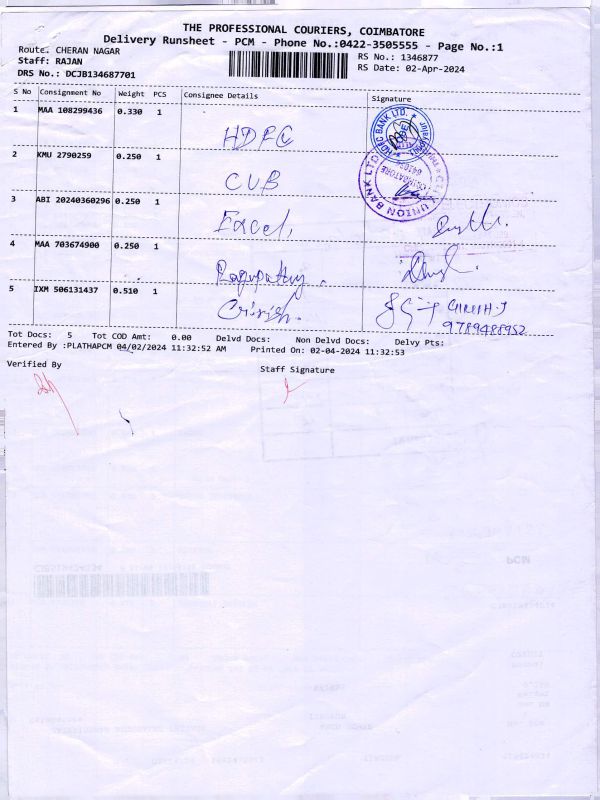 THE PROFESSIONAL COURIERS, COIMBATORE
Delivery Runsheet - PCM - Phone No.:0422-3505555 - Page No.:1
Route. CHERAN NAGAR
RS No.: 1346877
Staff: RAJAN
RS Date: 02-Apr-2024
DRS No.: DCJB134687701
S No Consignment No Weight PCS Consignee Details Signature
1 MAA 108299436 0.330 1
HDFC
HDFC BANK LTD.
2 KMU 2790259 0.250 1
CUB
CITY UNION BANK LTD
COIMBATORE
3 ABI 20240360296 0.250 1
Excel,
4 MAA 703674900 0.250 1
Ragupathy.
5 IXM 506131437 0.510 1
9789488952
Tot Docs: 5 Tot COD Amt: 0.00 Delvd Docs: Non Delvd Docs: Delvy Pts:
Entered By :PLATHAPCM 04/02/2024 11:32:52 AM Printed On: 02-04-2024 11:32:53
Verified By
Staff Signature